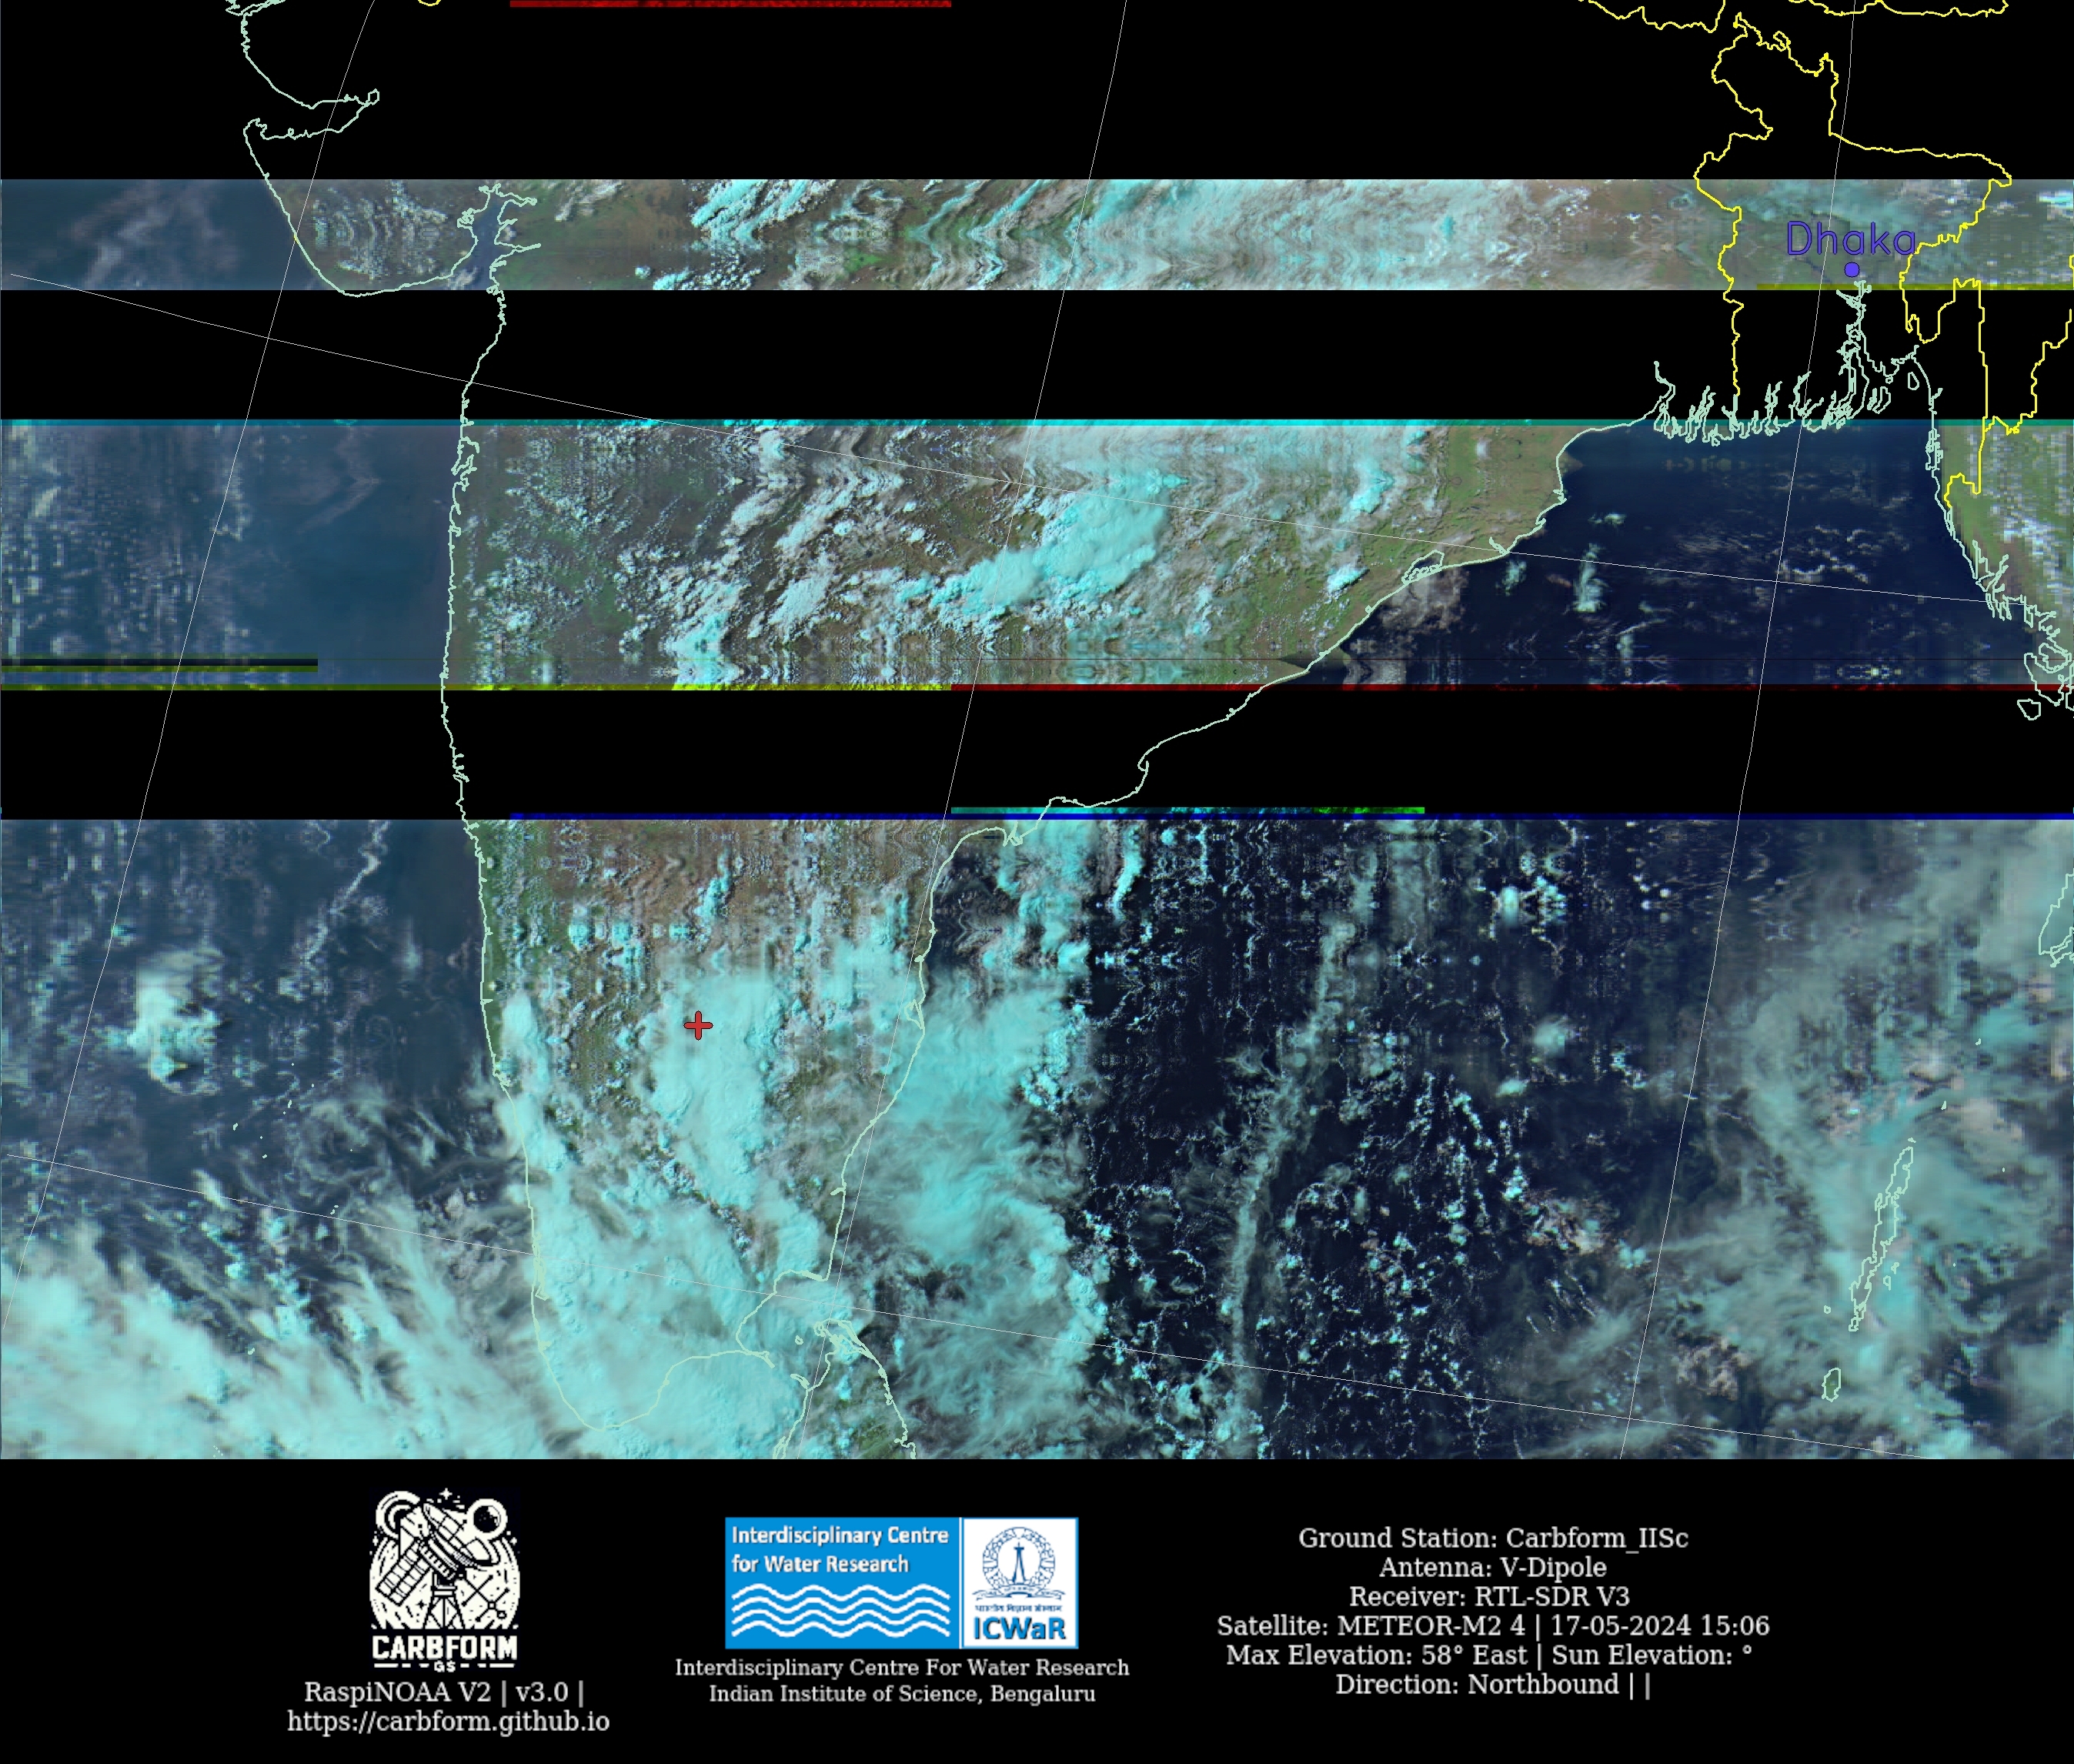 Dhaka
CARBFORM
GS
RaspiNOAA V2 | v3.0 |
https://carbform.github.io
Interdisciplinary Centre
for Water Research
ICWaR
Interdisciplinary Centre For Water Research
Indian Institute of Science, Bengaluru
Ground Station: Carbform_IISc
Antenna: V-Dipole
Receiver: RTL-SDR V3
Satellite: METEOR-M2 4 | 17-05-2024 15:06
Max Elevation: 58° East | Sun Elevation: °
Direction: Northbound | |